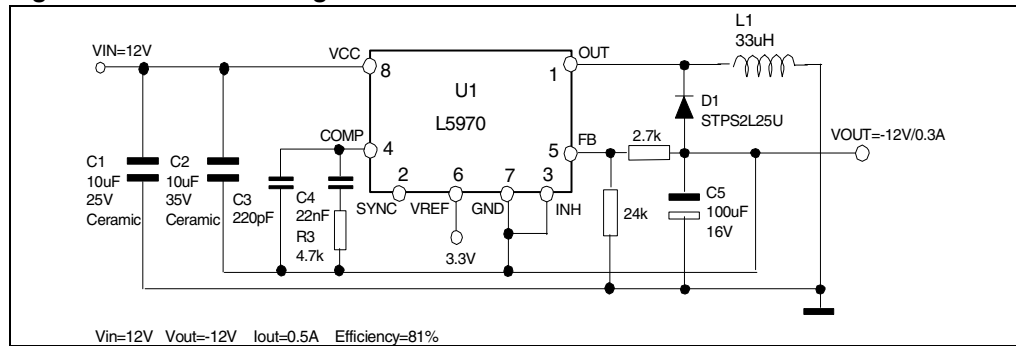 L1
33uH
VIN=12V
VCC
OUT
8
1
U1
L5970
D1
STPS2L25U
COMP
4
FB
5
2.7k
VOUT=-12V/0.3A
C1
10uF
25V
Ceramic
C2
10uF
35V
Ceramic
C3
220pF
C4
22nF
R3
4.7k
2
6
7
3
SYNC
VREF
GND
INH
3.3V
24k
C5
100uF
16V
Vin=12V Vout=-12V Iout=0.5A Efficiency=81%